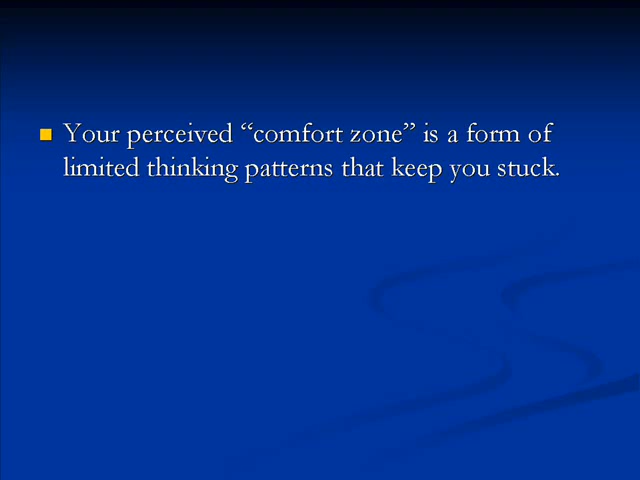 Your perceived “comfort zone” is a form of
limited thinking patterns that keep you stuck.